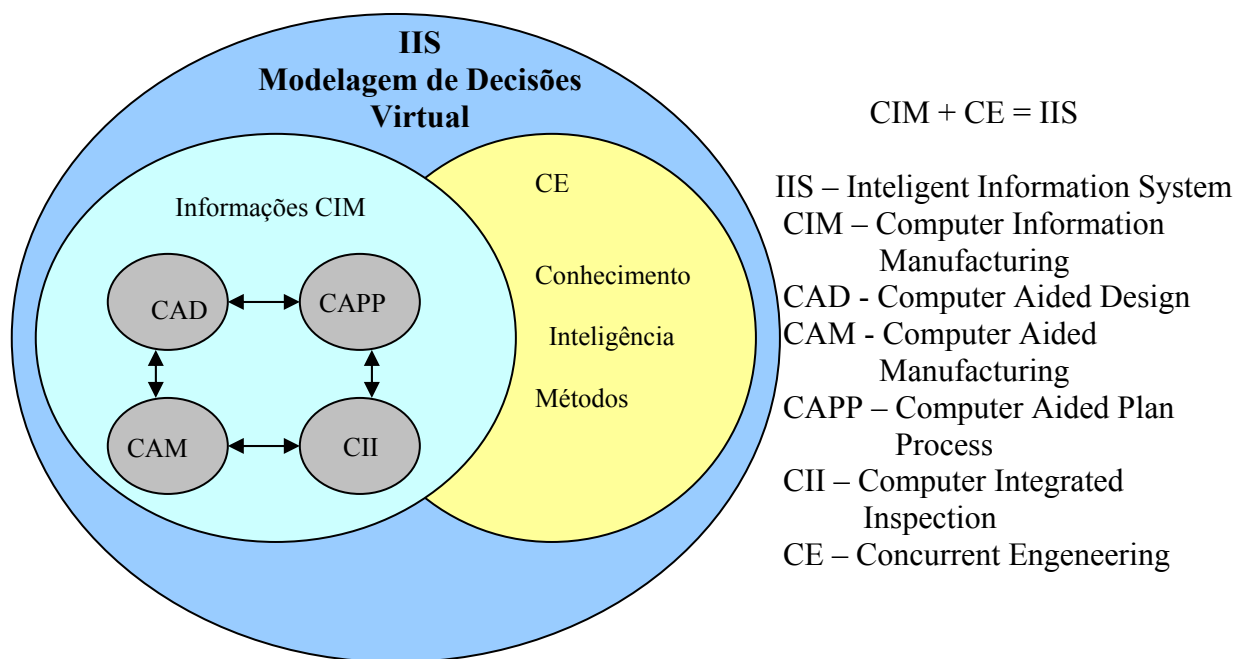 IIS
Modelagem de Decisões
Virtual
Informações CIM
CAD
CAPP
CAM
CII
CE
Conhecimento
Inteligência
Métodos
CIM + CE = IIS
IIS – Inteligent Information System
CIM – Computer Information
Manufacturing
CAD - Computer Aided Design
CAM - Computer Aided
Manufacturing
CAPP – Computer Aided Plan
Process
CII – Computer Integrated
Inspection
CE – Concurrent Engeneering